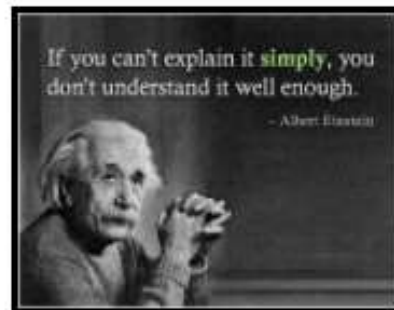 If you can't explain it simply, you
don't understand it well enough.
– Albert Einstein